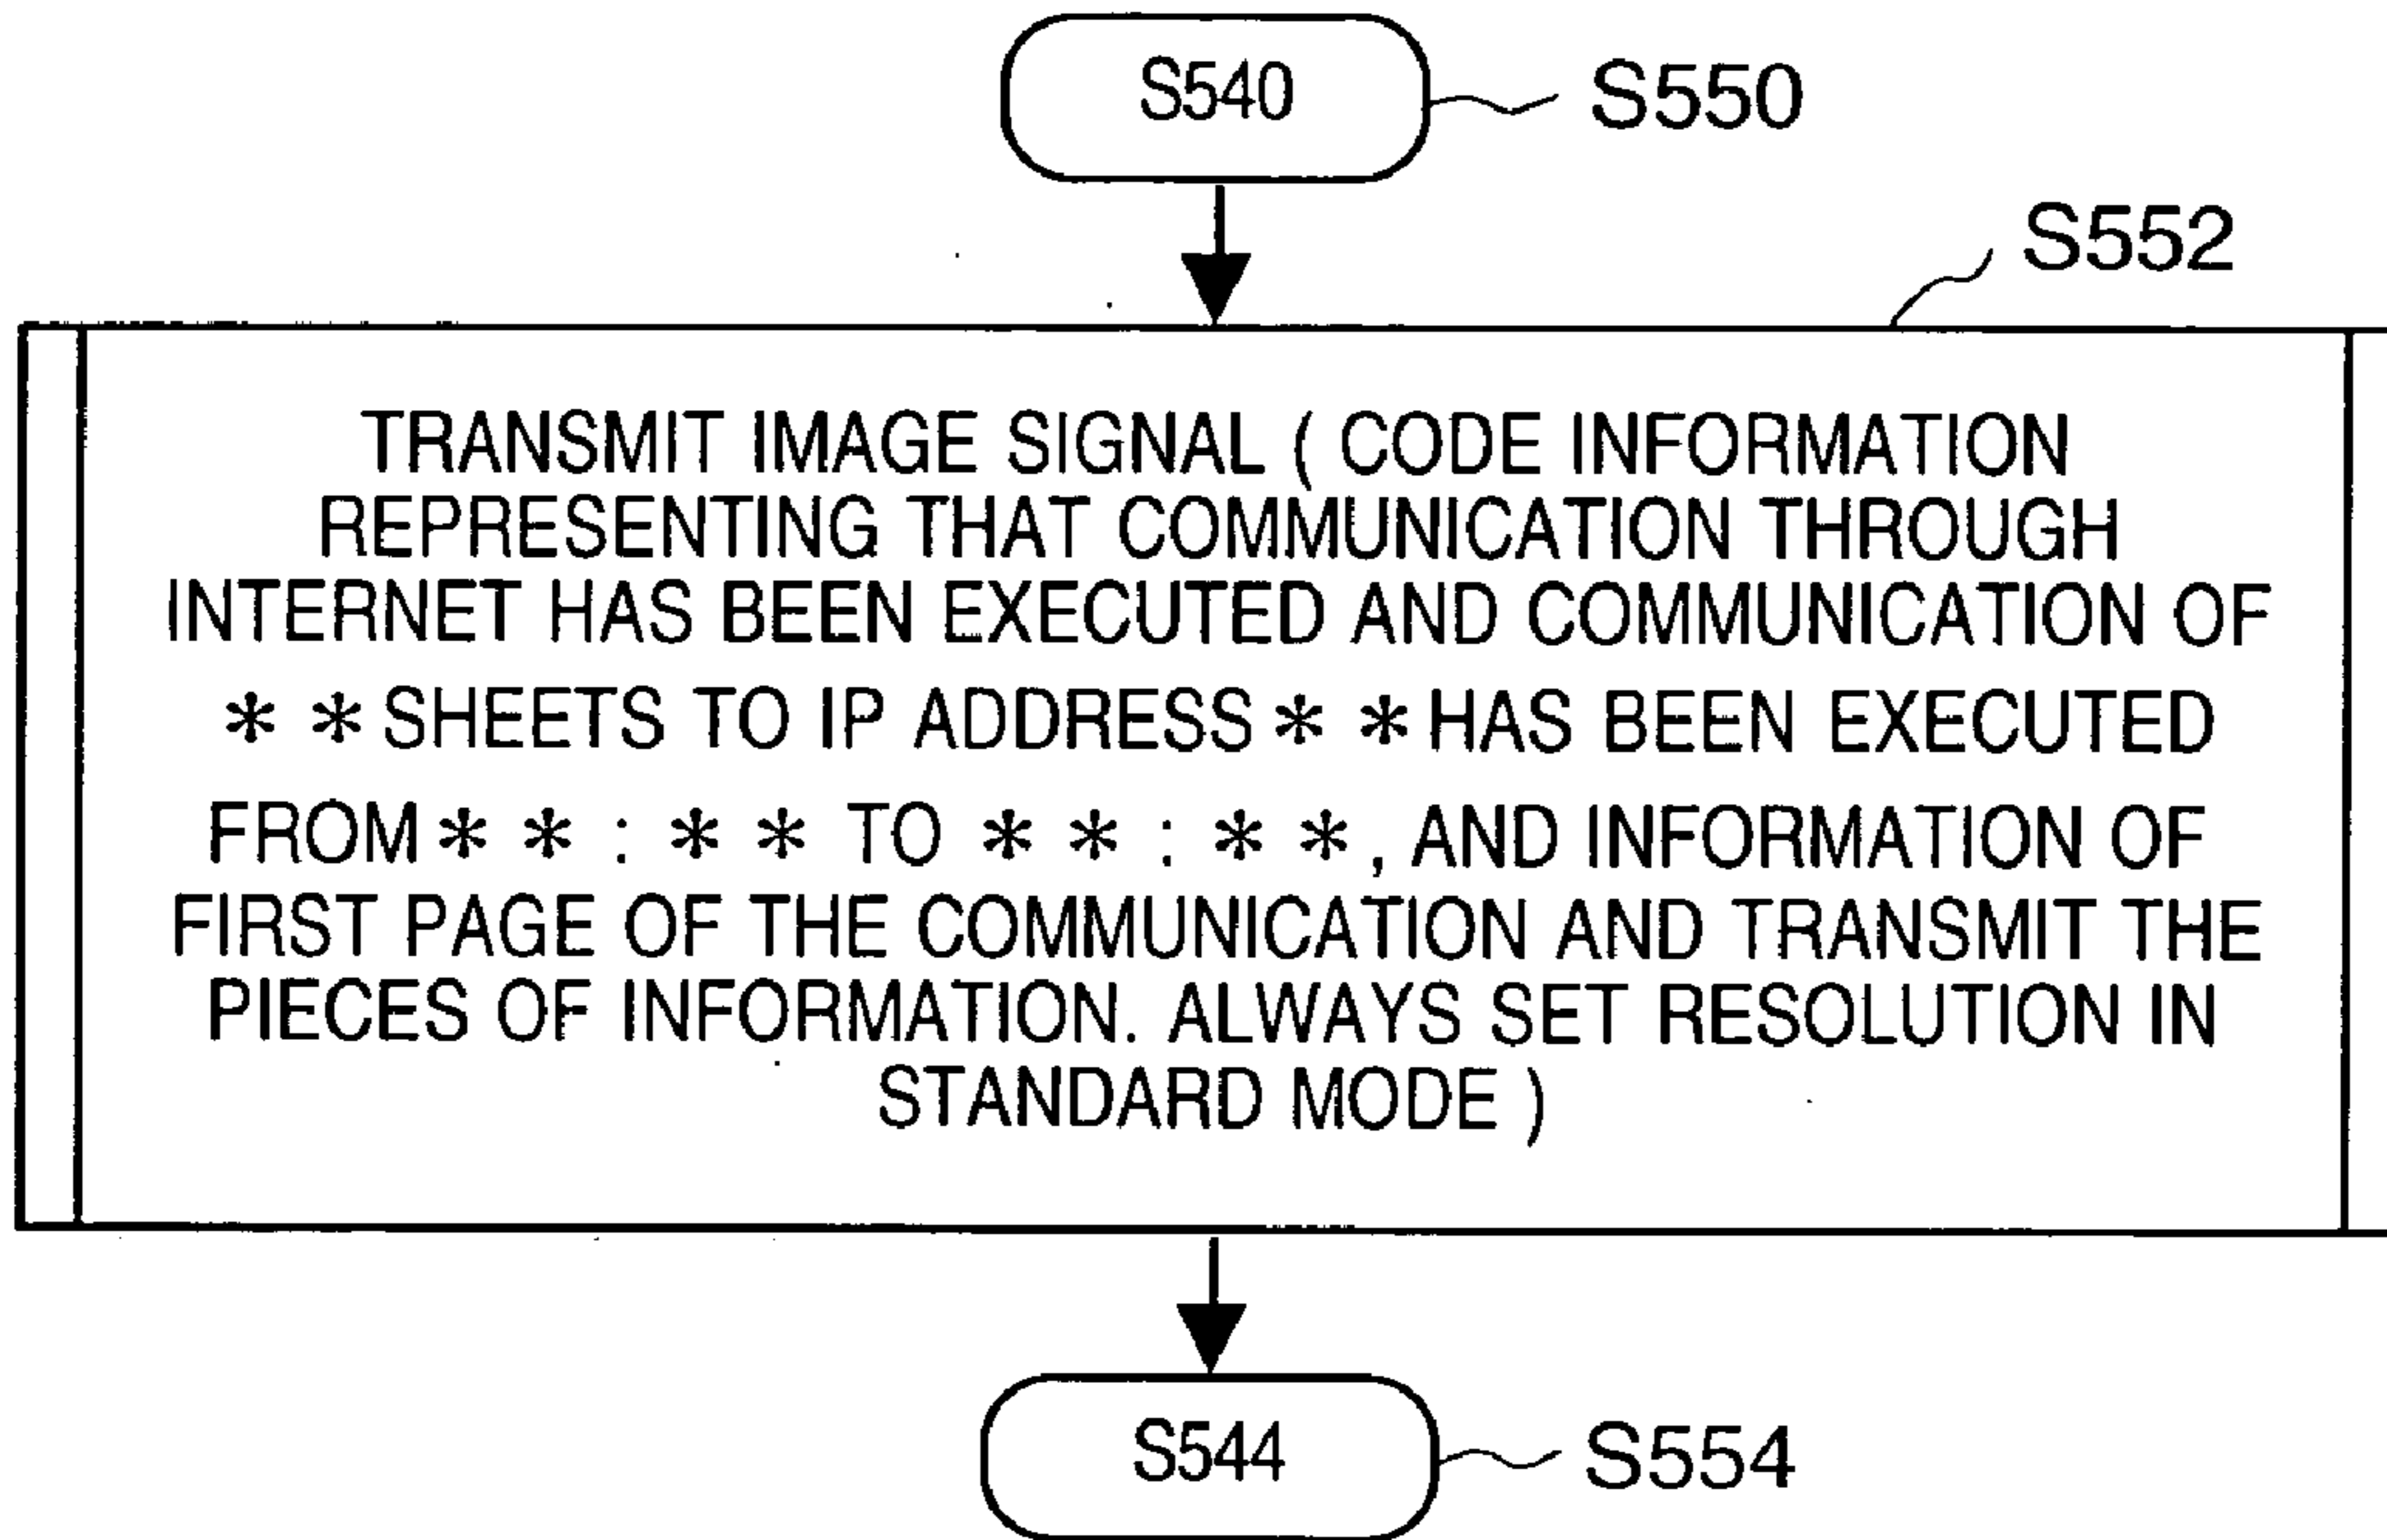 S540
S550
S552
TRANSMIT IMAGE SIGNAL ( CODE INFORMATION
REPRESENTING THAT COMMUNICATION THROUGH
INTERNET HAS BEEN EXECUTED AND COMMUNICATION OF
* * SHEETS TO IP ADDRESS * * HAS BEEN EXECUTED
FROM * * : * * TO * * : * * , AND INFORMATION OF
FIRST PAGE OF THE COMMUNICATION AND TRANSMIT THE
PIECES OF INFORMATION. ALWAYS SET RESOLUTION IN
STANDARD MODE )
S544
S554